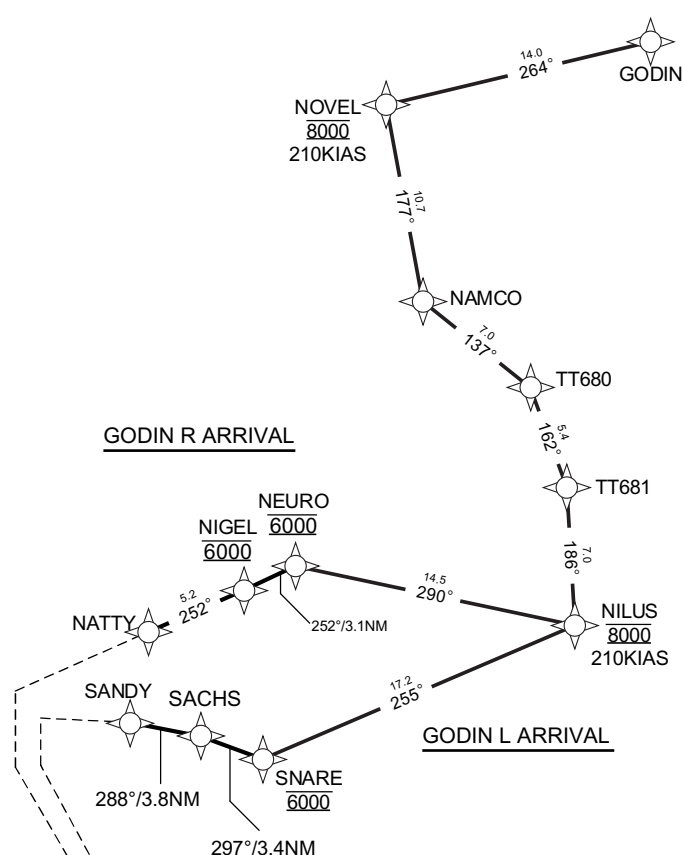 14.0
264°
GODIN
NOVEL
8000
210KIAS
10.7
177°
NAMCO
7.0
137°
TT680
5.4
162°
GODIN R ARRIVAL
TT681
NEURO
6000
NIGEL
6000
7.0
186°
14.5
290°
5.2
252°
NATTY
252°/3.1NM
NILUS
8000
210KIAS
17.2
255°
SANDY
SACHS
GODIN L ARRIVAL
SNARE
6000
288°/3.8NM
297°/3.4NM